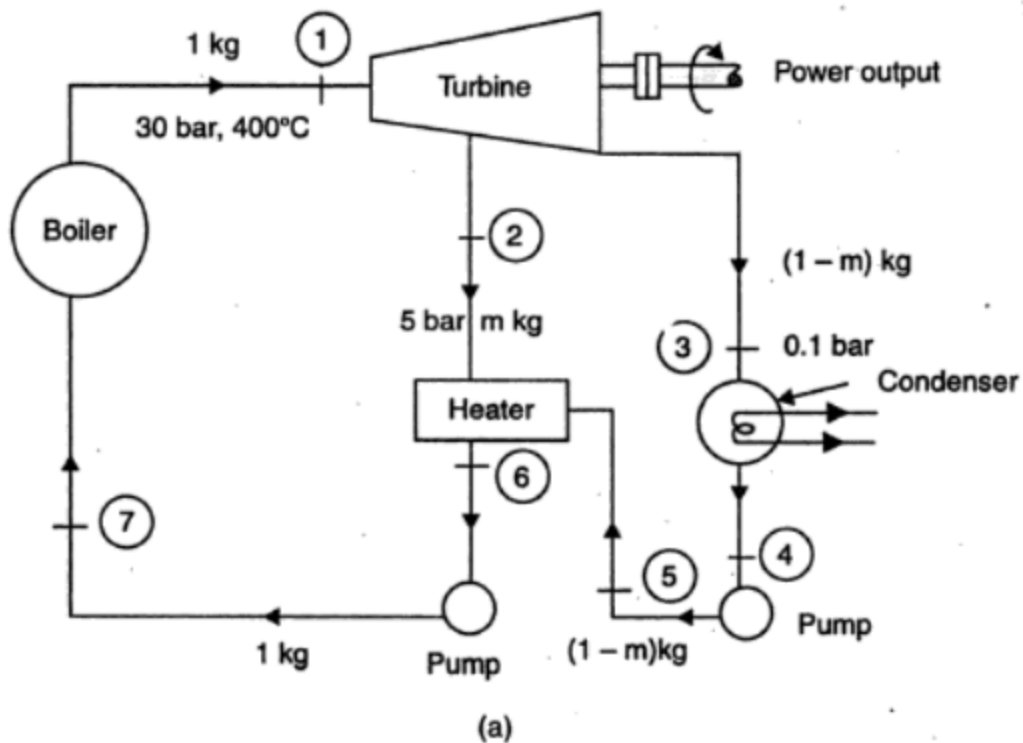 1 kg
1
Turbine
Power output
30 bar, 400°C
Boiler
2
(1 – m) kg
5 bar m kg
3
0.1 bar
Condenser
Heater
6
7
4
5
Pump
1 kg
Pump
(1 – m)kg
(a)